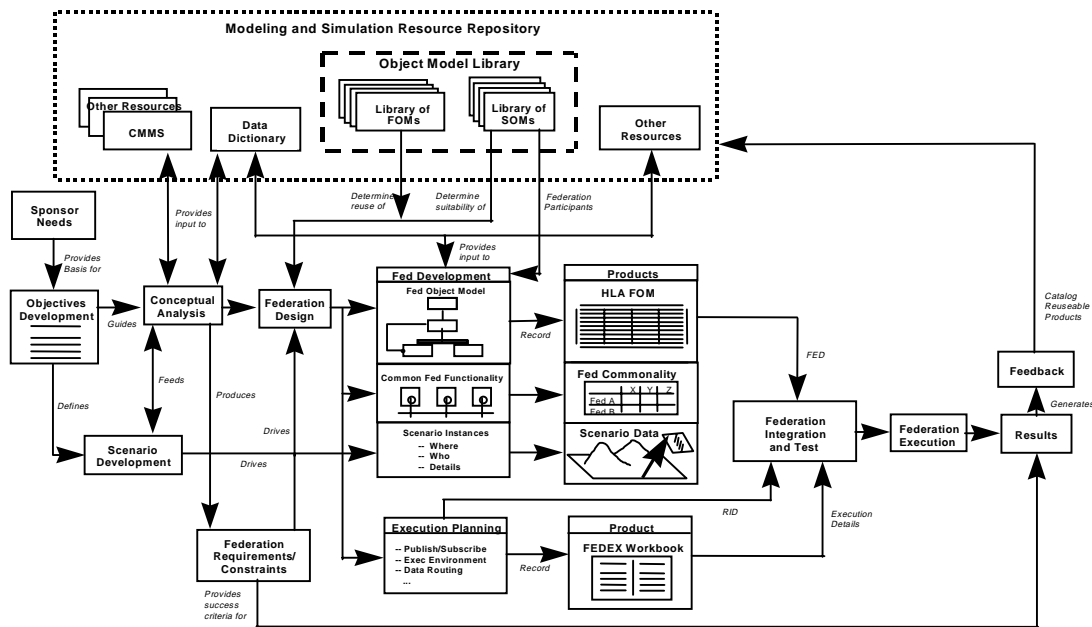 Modeling and Simulation Resource Repository
Object Model Library
Other Resources
CMMS
Data
Dictionary
Library of
FOMs
Library of
SOMs
Other
Resources
Sponsor
Needs
Provides
input to
Determine
reuse of
Determine
suitability of
Federation
Participants
Provides
Basis for
Provides
input to
Objectives
Development
Guides
Conceptual
Analysis
Federation
Design
Fed Development
Fed Object Model
Record
Products
HLA FOM
FED
Catalog
Reuseable
Products
Feeds
Produces
Common Fed Functionality
Fed Commonality
X Y Z
Fed A
Fed B
Feedback
Generates
Defines
Drives
Scenario
Development
Drives
Scenario Instances
-- Where
-- Who
-- Details
Scenario Data
Federation
Integration
and Test
Federation
Execution
Results
RID
Execution
Details
Federation
Requirements/
Constraints
Execution Planning
-- Publish/Subscribe
-- Exec Environment
-- Data Routing
...
Record
Product
FEDEX Workbook
Provides
success
criteria for